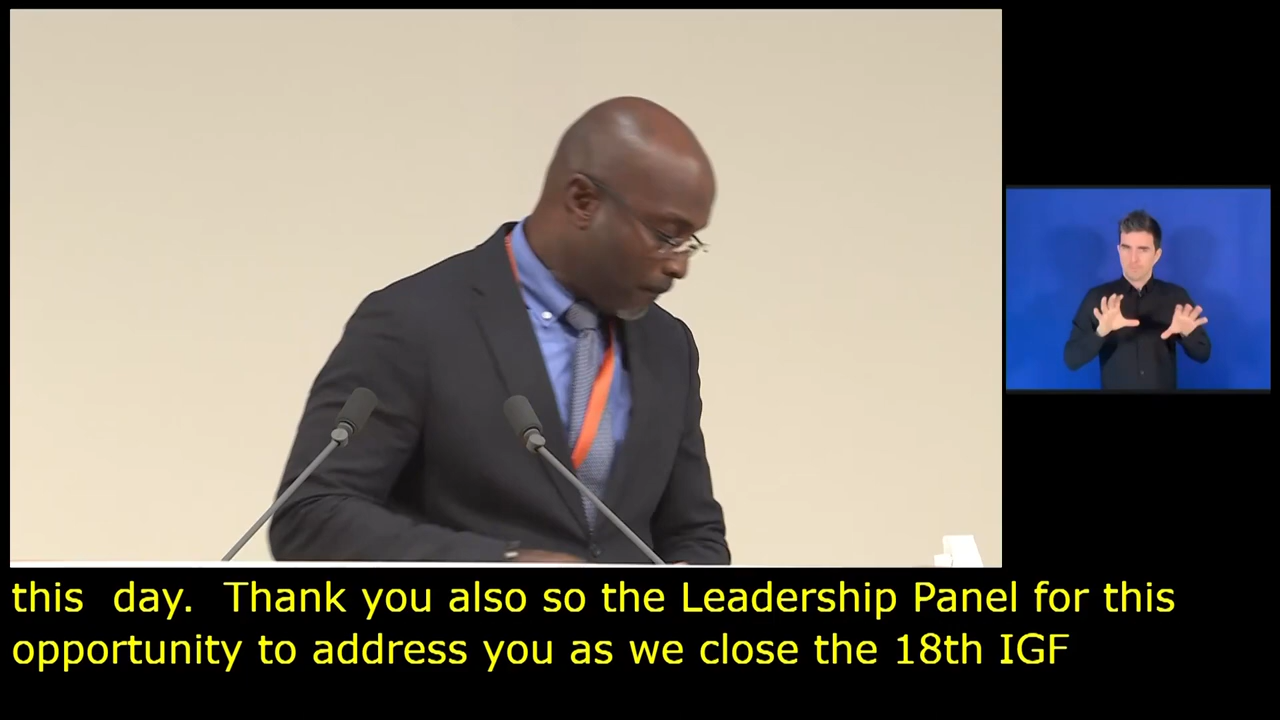 this  day.  Thank you also so the Leadership Panel for this
opportunity to address you as we close the 18th IGF